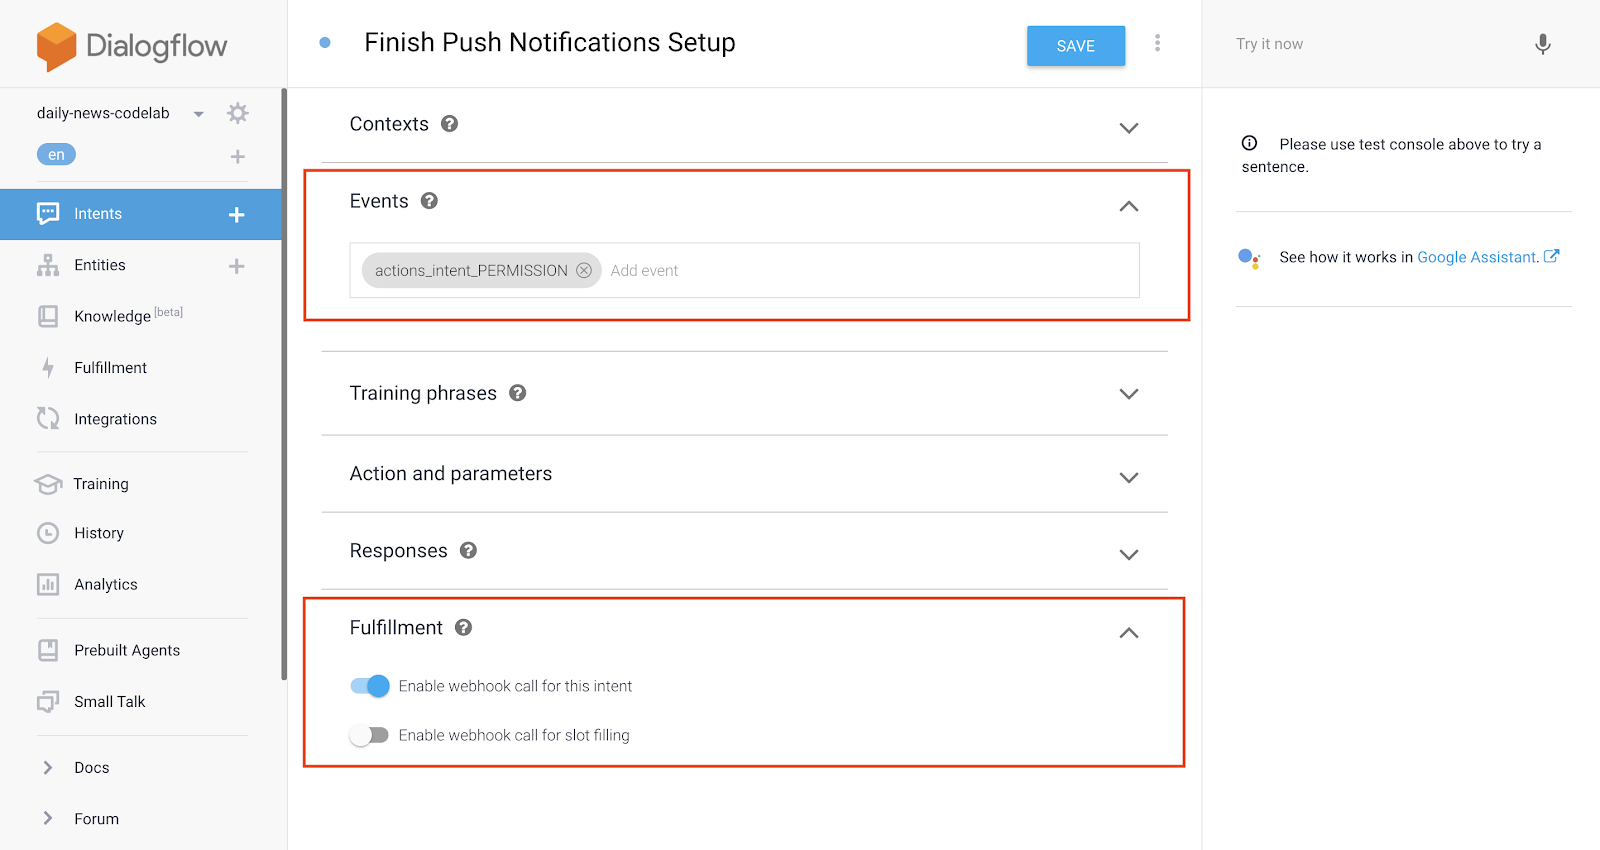 Dialogflow
daily-news-codelab
en
Intents
Entities
Knowledge [beta]
Fulfillment
Integrations
Training
History
Analytics
Prebuilt Agents
Small Talk
Docs
Forum
Finish Push Notifications Setup
SAVE
Contexts
Events
actions_intent_PERMISSION Add event
Training phrases
Action and parameters
Responses
Fulfillment
Enable webhook call for this intent
Enable webhook call for slot filling
Try it now
Please use test console above to try a
sentence.
See how it works in Google Assistant.